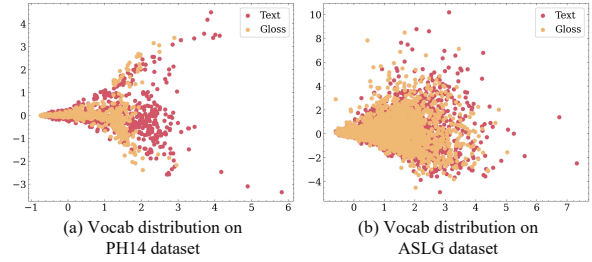 Text
Gloss
4
3
2
1
0
−1
−2
−3
−1 0 1 2 3 4 5 6
(a) Vocab distribution on
PH14 dataset
Text
Gloss
10
8
6
4
2
0
−2
−4
0 1 2 3 4 5 6 7
(b) Vocab distribution on
ASLG dataset